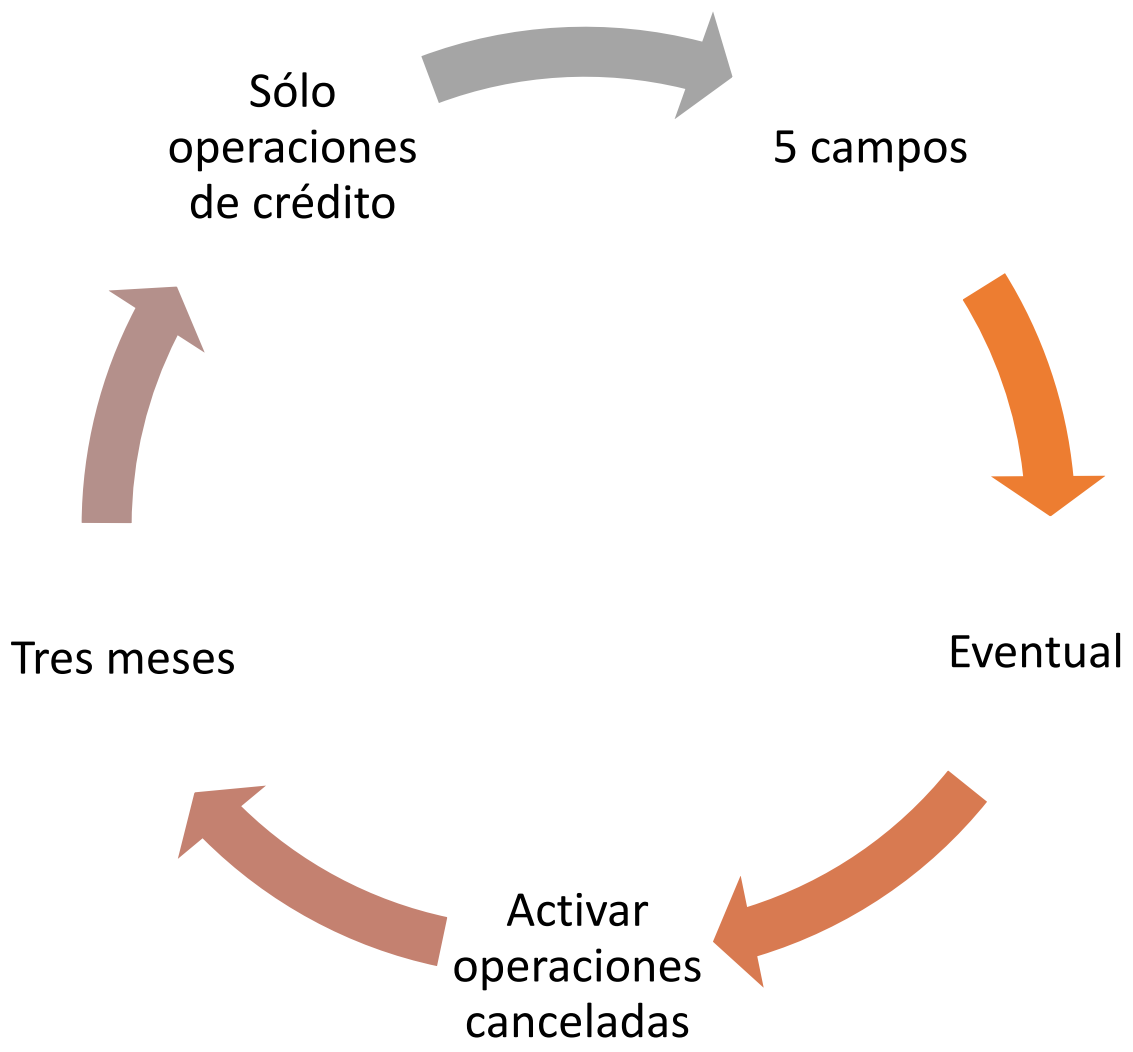 Sólo
operaciones
de crédito
5 campos
Eventual
Activar
operaciones
canceladas
Tres meses